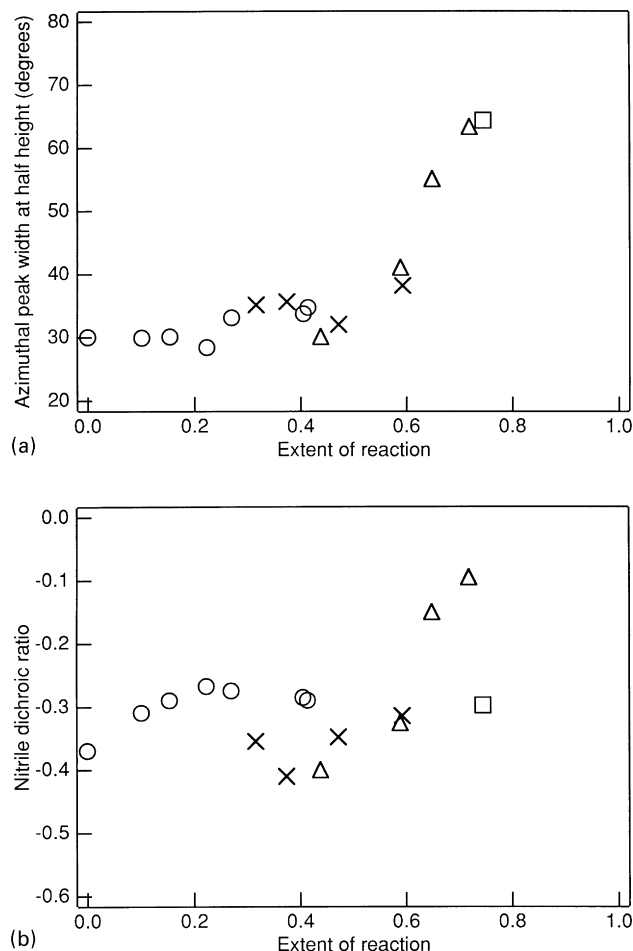 80
70
60
50
40
30
20
Azimuthal peak width at half height (degrees)
0.0 0.2 0.4 0.6 0.8 1.0
(a)
Extent of reaction
0.0
-0.1
-0.2
-0.3
-0.4
-0.5
-0.6
Nitrile dichroic ratio
0.0 0.2 0.4 0.6 0.8 1.0
(b)
Extent of reaction